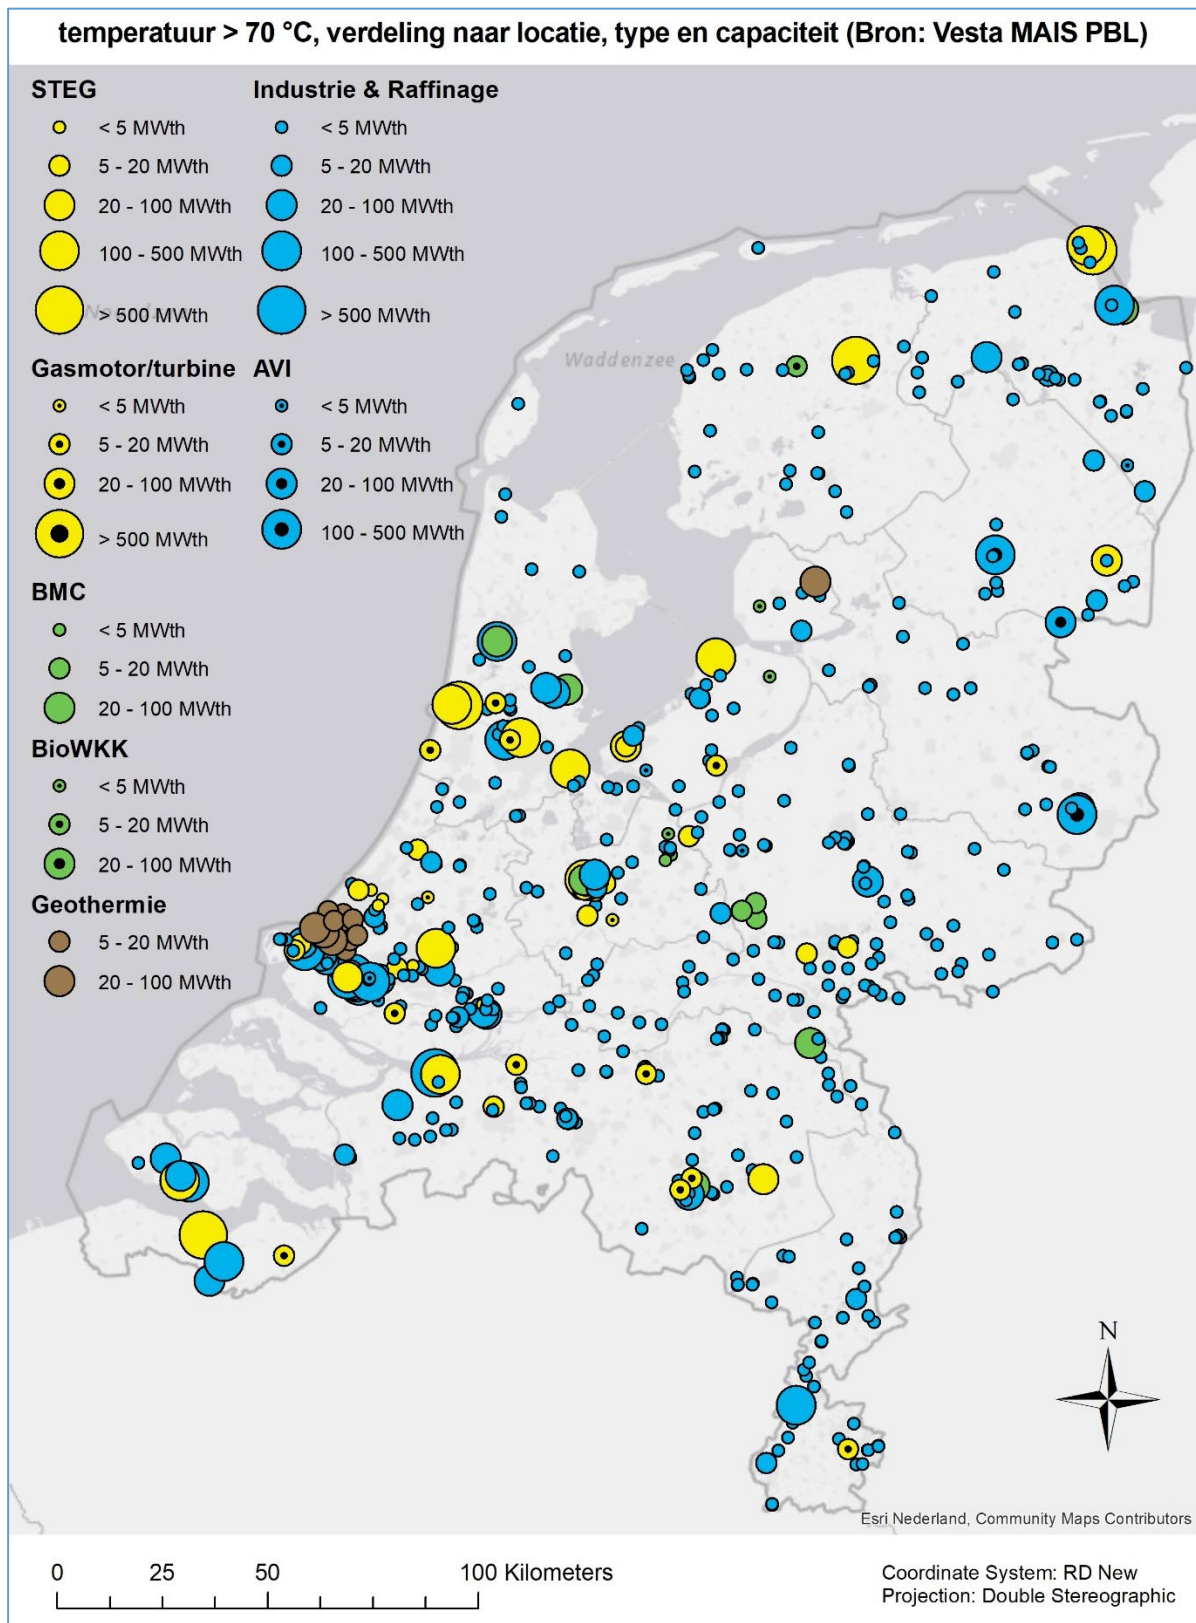 temperatuur > 70 °C, verdeling naar locatie, type en capaciteit (Bron: Vesta MAIS PBL)
STEG
< 5 MWth
5 - 20 MWth
20 - 100 MWth
100 - 500 MWth
> 500 MWth
Industrie & Raffinage
< 5 MWth
5 - 20 MWth
20 - 100 MWth
100 - 500 MWth
> 500 MWth
Gasmotor/turbine
< 5 MWth
5 - 20 MWth
20 - 100 MWth
> 500 MWth
AVI
< 5 MWth
5 - 20 MWth
20 - 100 MWth
100 - 500 MWth
BMC
< 5 MWth
5 - 20 MWth
20 - 100 MWth
BioWKK
< 5 MWth
5 - 20 MWth
20 - 100 MWth
Geothermie
5 - 20 MWth
20 - 100 MWth
Waddenzee
N
Esri Nederland, Community Maps Contributors
0 25 50 100 Kilometers
Coordinate System: RD New
Projection: Double Stereographic